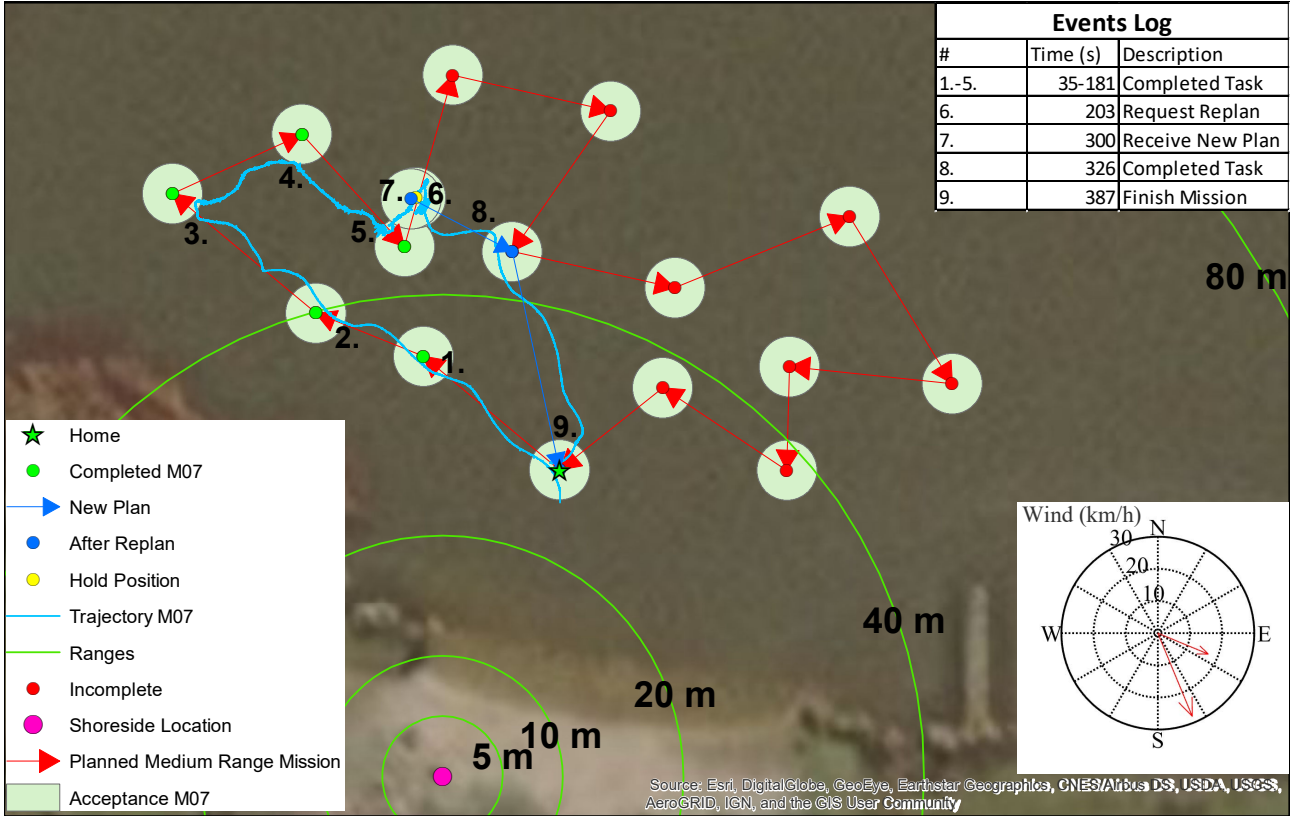 Events Log
# Time (s) Description
1.-5. 35-181 Completed Task
6. 203 Request Replan
7. 300 Receive New Plan
8. 326 Completed Task
9. 387 Finish Mission
4.
7.
6.
5.
8.
3.
80 m
2.
1.
9.
Home
Completed M07
New Plan
After Replan
Hold Position
Trajectory M07
Ranges
Incomplete
Shoreside Location
Planned Medium Range Mission
Acceptance M07
40 m
20 m
10 m
5 m
Wind (km/h)
N
30
20
10
W
E
S
Source: Esri, DigitalGlobe, GeoEye, Earthstar Geographics, CNES/Airbus DS, USDA, USGS,
AeroGRID, IGN, and the GIS User Community